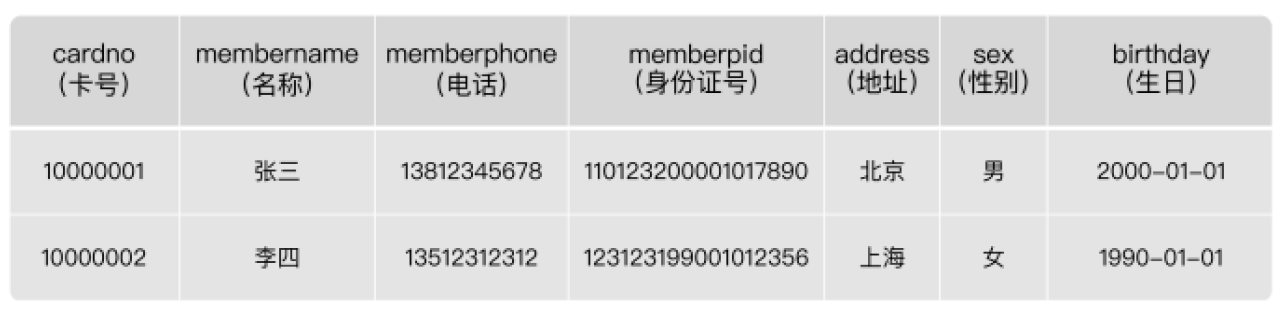 cardno membername memberphone memberpid address sex birthday
（卡号） （名称） （电话） （身份证号） （地址） （性别） （生日）
10000001 张三 13812345678 110123200001017890 北京 男 2000-01-01
10000002 李四 13512312312 123123199001012356 上海 女 1990-01-01